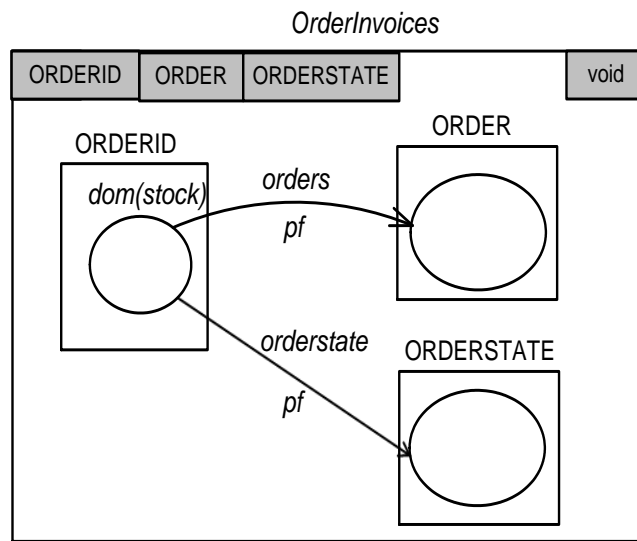 OrderInvoices
ORDERID ORDER ORDERSTATE void
ORDER
ORDERID
dom(stock) orders
pf
orderstate
ORDERSTATE
pf